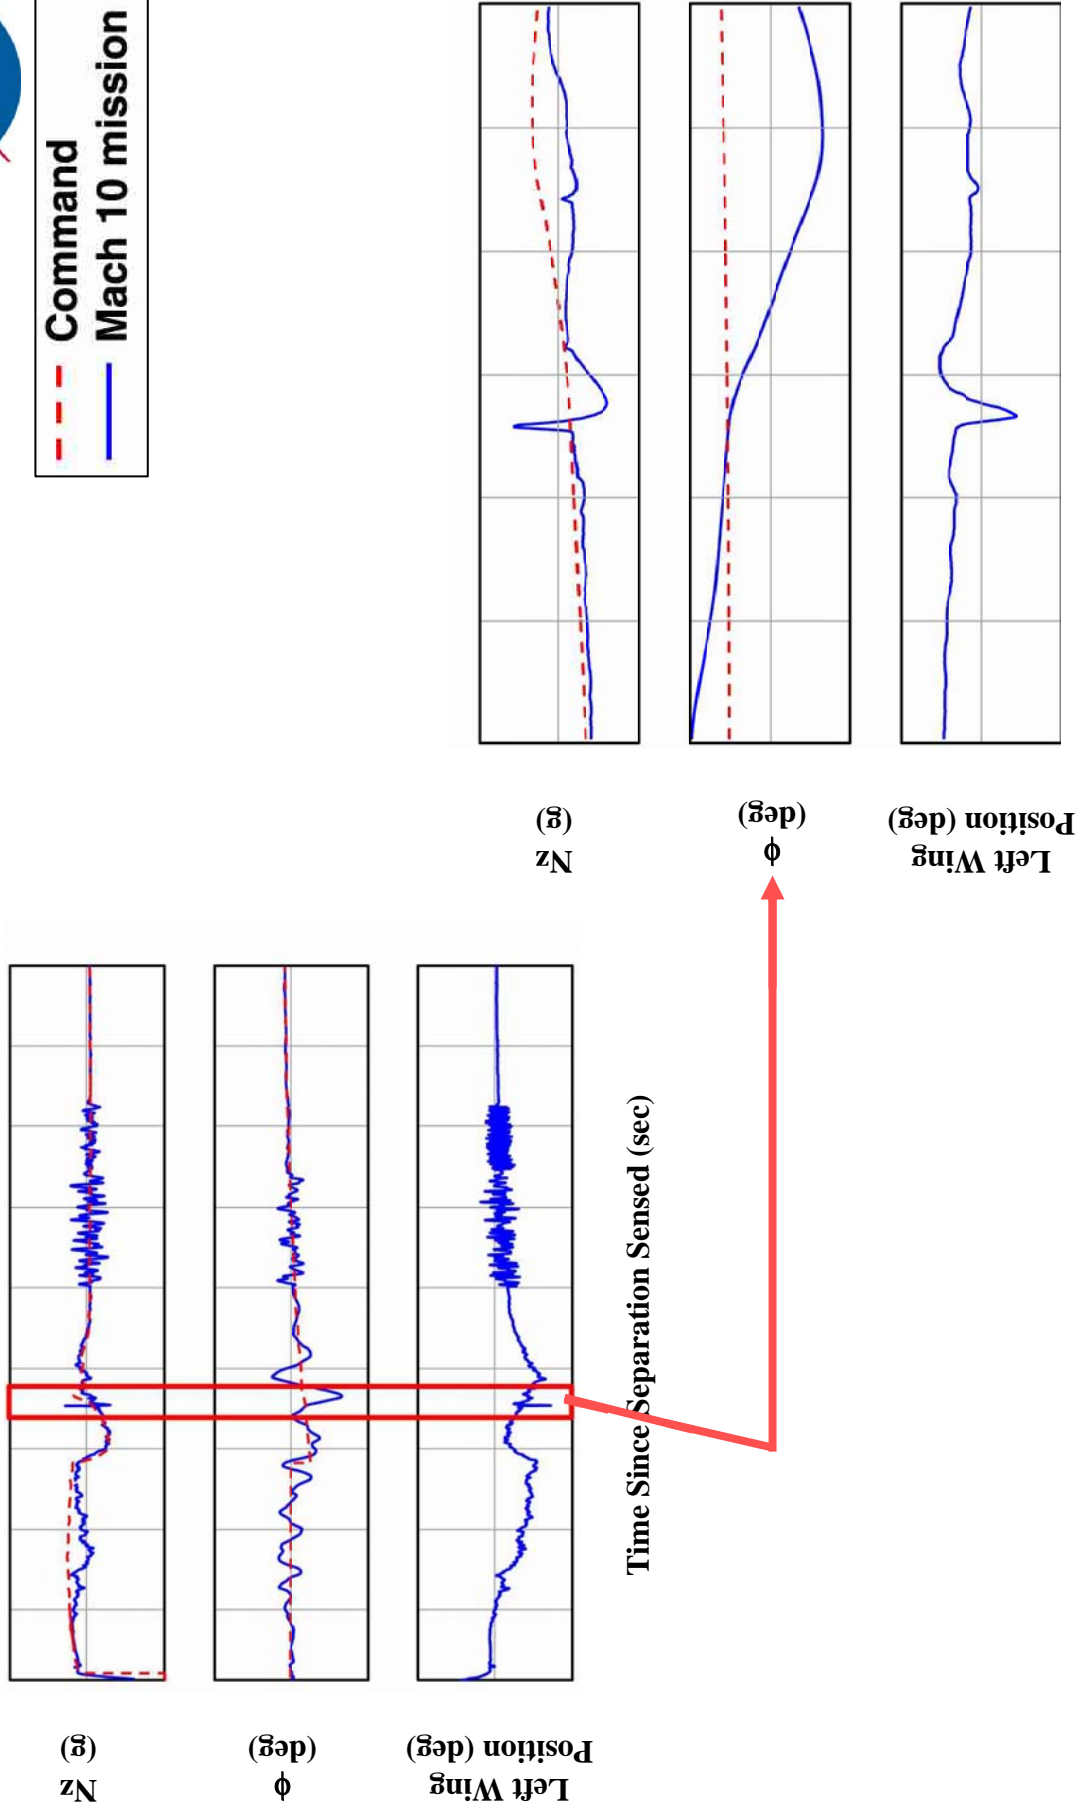 Command
Mach 10 mission
Nz
(g)
ϕ
(deg)
Left Wing
Position (deg)
Time Since Separation Sensed (sec)
Nz
(g)
ϕ
(deg)
Left Wing
Position (deg)